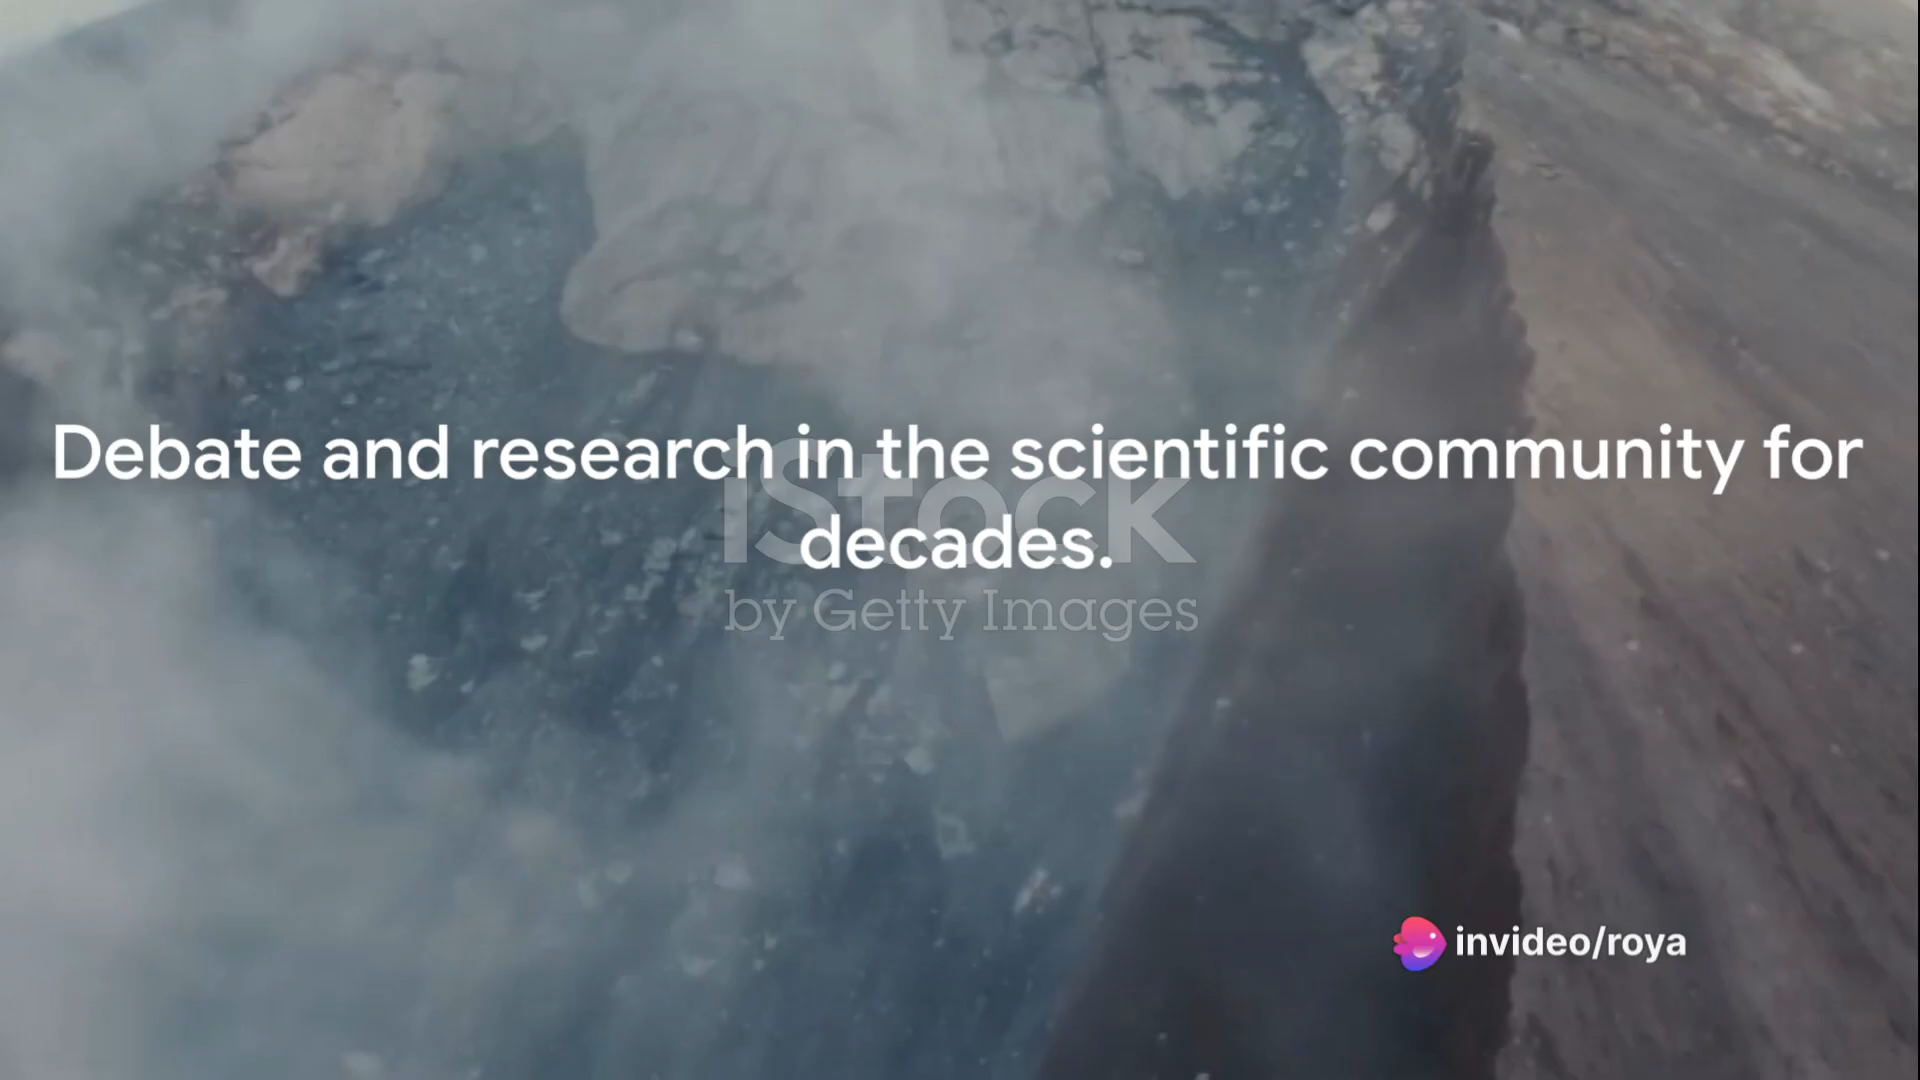 Debate and research in the scientific community for
decades.
iStock
by Getty Images
invideo/roya